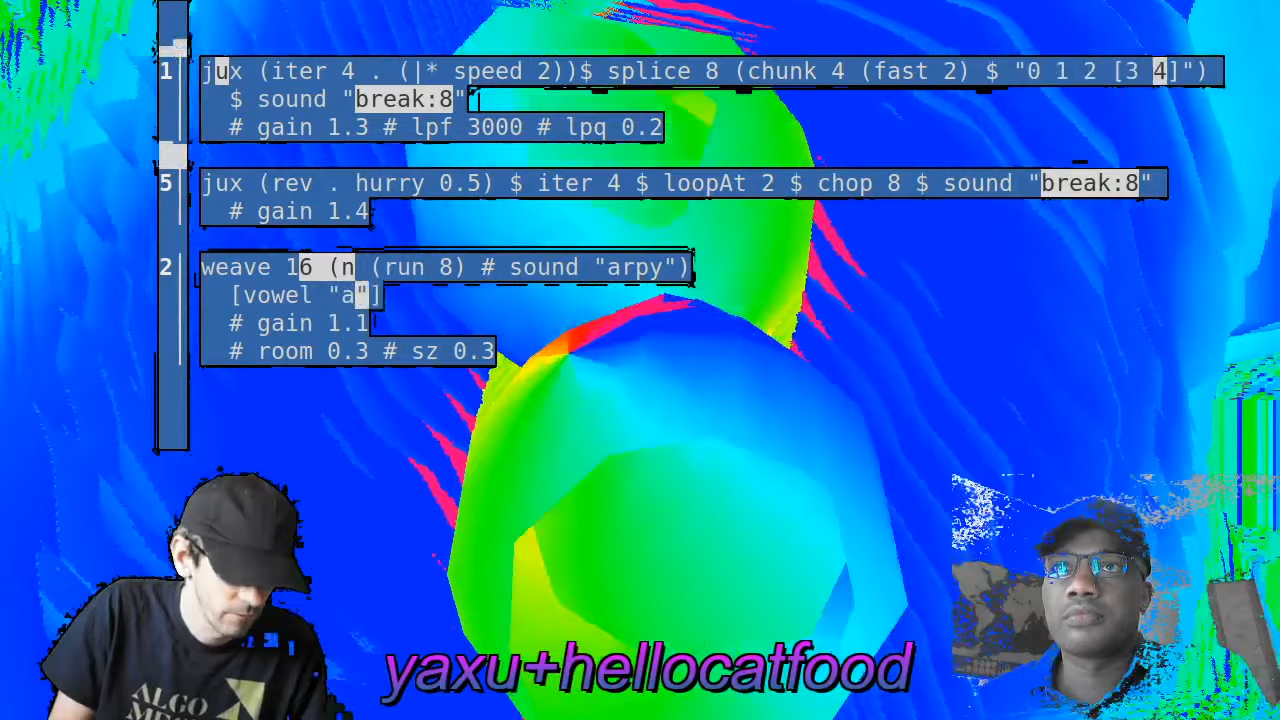 1 jux (iter 4 . (|* speed 2))$ splice 8 (chunk 4 (fast 2) $ "0 1 2 [3 4]")
$ sound "break:8"
# gain 1.3 # lpf 3000 # lpq 0.2
5 jux (rev . hurry 0.5) $ iter 4 $ loopAt 2 $ chop 8 $ sound "break:8"
# gain 1.4
2 weave 16 (n (run 8) # sound "arpy")
[vowel "a"]
# gain 1.1
# room 0.3 # sz 0.3
ALGO
yaxu+hellocatfood